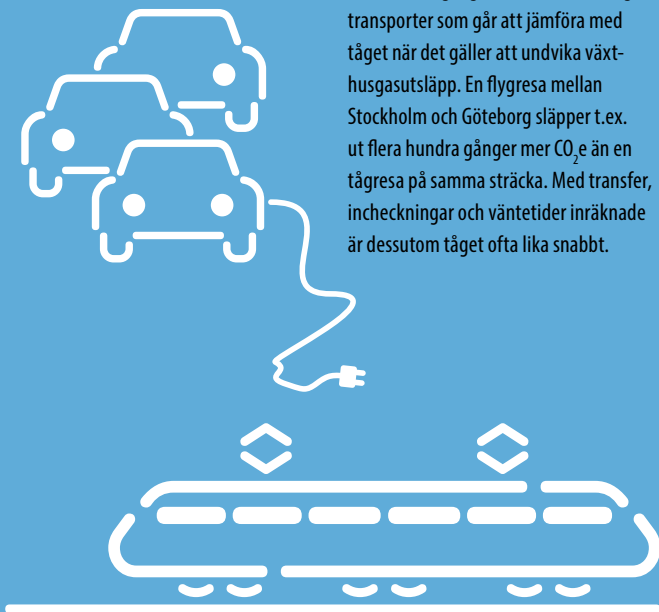 transporter som går att jämföra med
tåget när det gäller att undvika växt-
husgasutsläpp. En flygresa mellan
Stockholm och Göteborg släpper t.ex.
ut flera hundra gånger mer CO₂e än en
tågresa på samma sträcka. Med transfer,
incheckningar och väntetider inräknade
är dessutom tåget ofta lika snabbt.